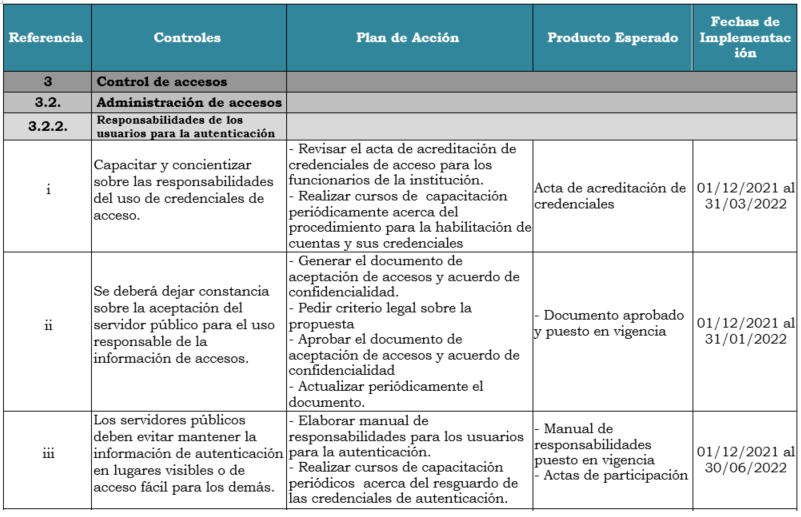 Referencia
Controles
Plan de Acción
Producto Esperado
Fechas de
Implementac
ión
3
Control de accesos
3.2.
Administración de accesos
3.2.2.
Responsabilidades de los
usuarios para la autenticación
i
Capacitar y concientizar
sobre las responsabilidades
del uso de credenciales de
acceso.
- Revisar el acta de acreditación de
credenciales de acceso para los
funcionarios de la institución.
- Realizar cursos de capacitación
periódicamente acerca del
procedimiento para la habilitación de
cuentas y sus credenciales
Acta de acreditación de
credenciales
01/12/2021 al
31/03/2022
ii
Se deberá dejar constancia
sobre la aceptación del
servidor público para el uso
responsable de la
información de accesos.
- Generar el documento de
aceptación de accesos y acuerdo de
confidencialidad.
- Pedir criterio legal sobre la
propuesta
- Aprobar el documento de
aceptación de accesos y acuerdo de
confidencialidad
- Actualizar periódicamente el
documento.
- Documento aprobado
y puesto en vigencia
01/12/2021 al
31/01/2022
iii
Los servidores públicos
deben evitar mantener la
información de autenticación
en lugares visibles o de
acceso fácil para los demás.
- Elaborar manual de
responsabilidades para los usuarios
para la autenticación.
- Realizar cursos de capacitación
periódicos acerca del resguardo de
las credenciales de autenticación.
- Manual de
responsabilidades
puesto en vigencia
- Actas de participación
01/12/2021 al
30/06/2022